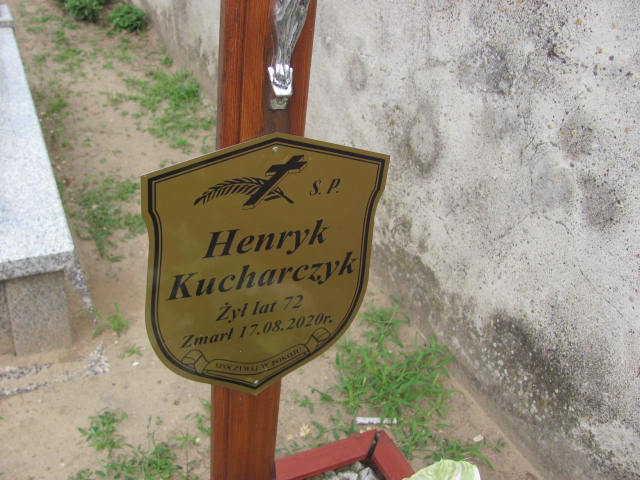 Ś. P.
Henryk
Kucharczyk
Żył lat 72
Zmarł 17.08.2020r.
SPOCZYWAJ W POKOJU